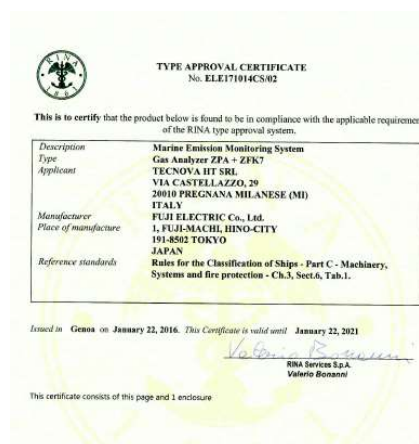 RINA
1861
TYPE APPROVAL CERTIFICATE
No. ELE171014CS/02
This is to certify that the product below is found to be in compliance with the applicable requiremen
of the RINA type approval system.
Description Marine Emission Monitoring System
Type Gas Analyzer ZPA + ZFK7
Applicant TECNOVA HT SRL
VIA CASTELLAZZO, 29
20010 PREGNANA MILANESE (MI)
ITALY
Manufacturer FUJI ELECTRIC Co., Ltd.
Place of manufacture 1, FUJI-MACHI, HINO-CITY
191-8502 TOKYO
JAPAN
Reference standards Rules for the Classification of Ships - Part C - Machinery,
Systems and fire protection - Ch.3, Sect.6, Tab.1.
Issued in Genoa on January 22, 2016. This Certificate is valid until January 22, 2021
Valerio Bonanni
RINA Services S.p.A.
Valerio Bonanni
This certificate consists of this page and 1 enclosure